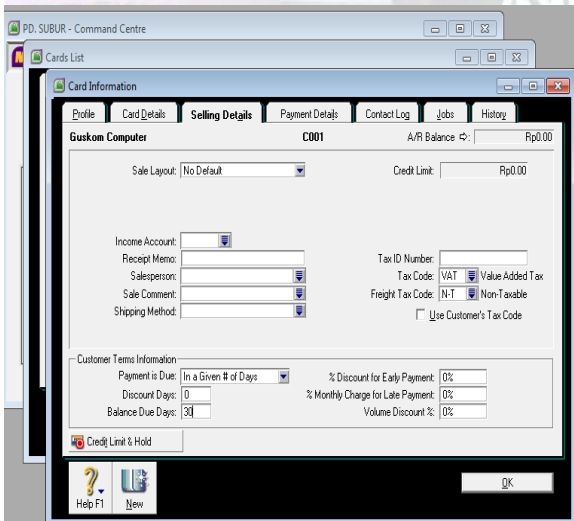 PD. SUBUR - Command Centre
Cards List
Card Information
Profile Card Details Selling Details Payment Details Contact Log Jobs History
Guskom Computer C001 A/R Balance ⇨: Rp0.00
Sale Layout: No Default Credit Limit: Rp0.00
Income Account:
Receipt Memo: Tax ID Number:
Salesperson: Tax Code: VAT Value Added Tax
Sale Comment: Freight Tax Code: N-T Non-Taxable
Shipping Method: Use Customer's Tax Code
Customer Terms Information
Payment is Due: In a Given # of Days % Discount for Early Payment: 0%
Discount Days: 0 % Monthly Charge for Late Payment: 0%
Balance Due Days: 30 Volume Discount %: 0%
Credit Limit & Hold
Help F1 New OK